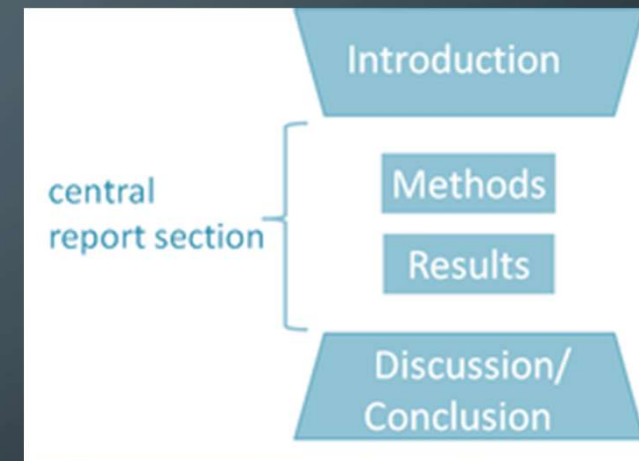 Introduction
central
report section
Methods
Results
Discussion/
Conclusion